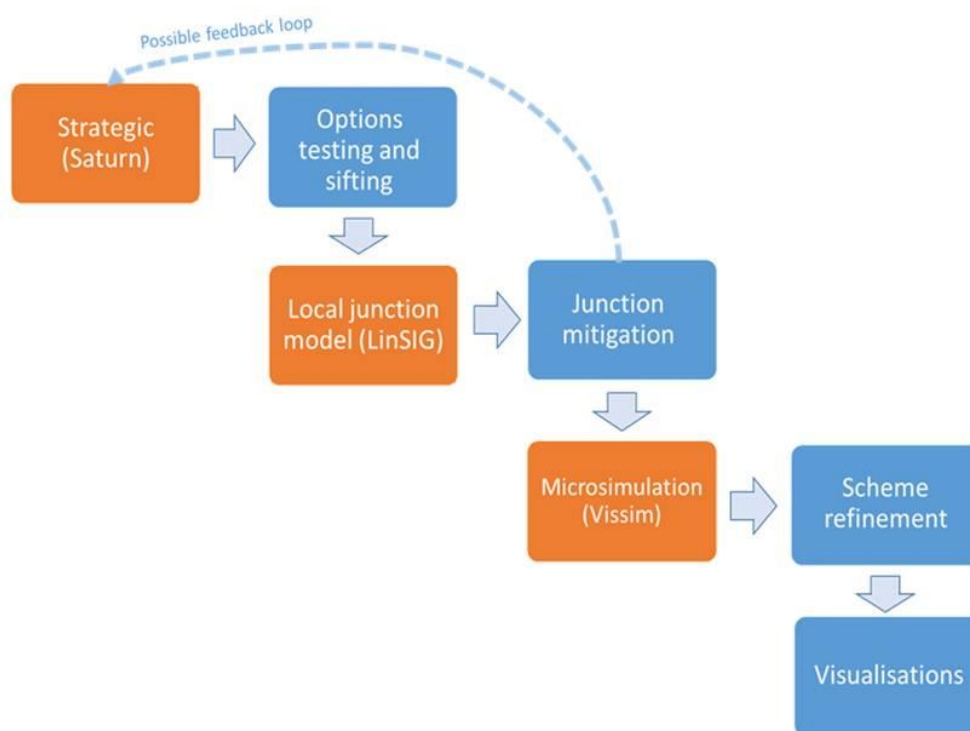 Possible feedback loop
Strategic
(Saturn)
Options
testing and
sifting
Local junction
model (LinSIG)
Junction
mitigation
Microsimulation
(Vissim)
Scheme
refinement
Visualisations